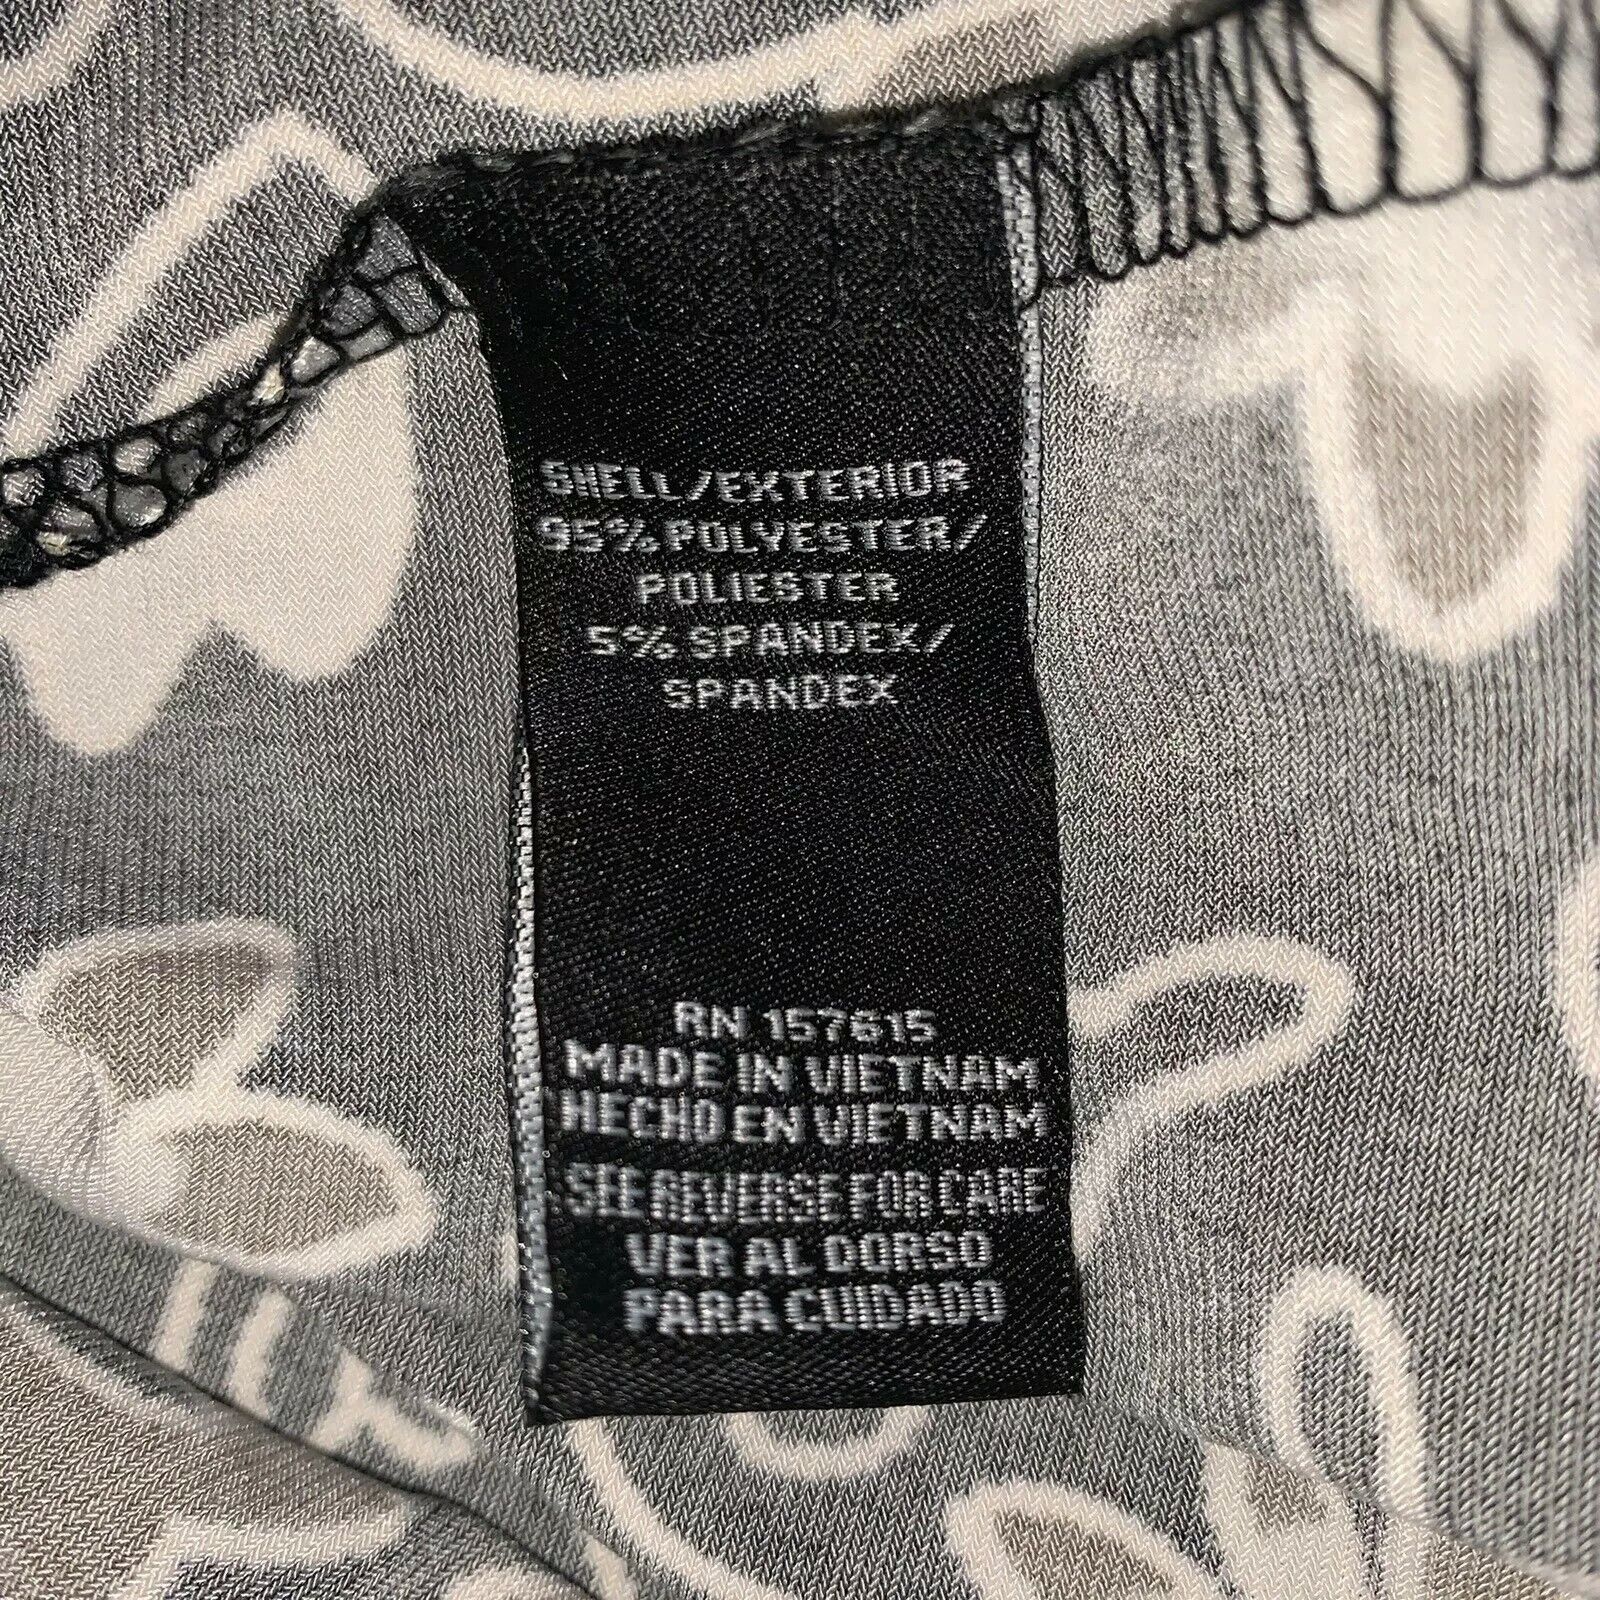 SHELL/EXTERIOR
95% POLYESTER/
POLIESTER
5% SPANDEX/
SPANDEX
RN 157615
MADE IN VIETNAM
HECHO EN VIETNAM
SEE REVERSE FOR CARE
VER AL DORSO
PARA CUIDADO